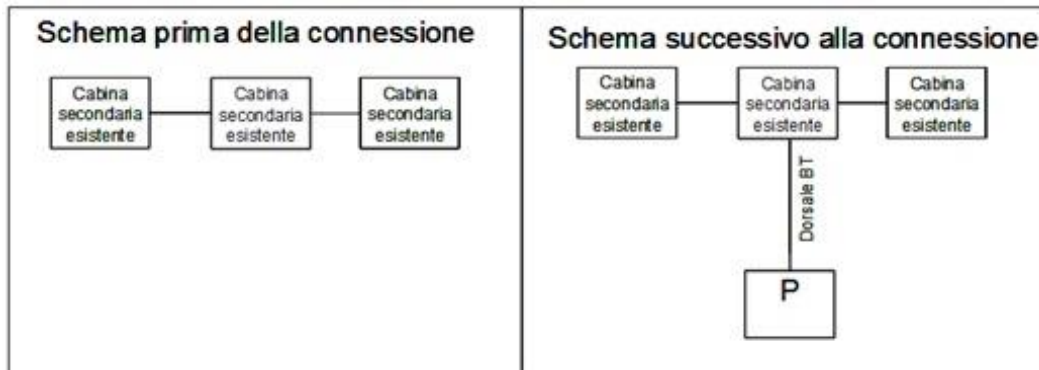 Schema prima della connessione
Cabina
secondaria
esistente
Cabina
secondaria
esistente
Cabina
secondaria
esistente
Schema successivo alla connessione
Cabina
secondaria
esistente
Cabina
secondaria
esistente
Cabina
secondaria
esistente
Dorsale BT
P